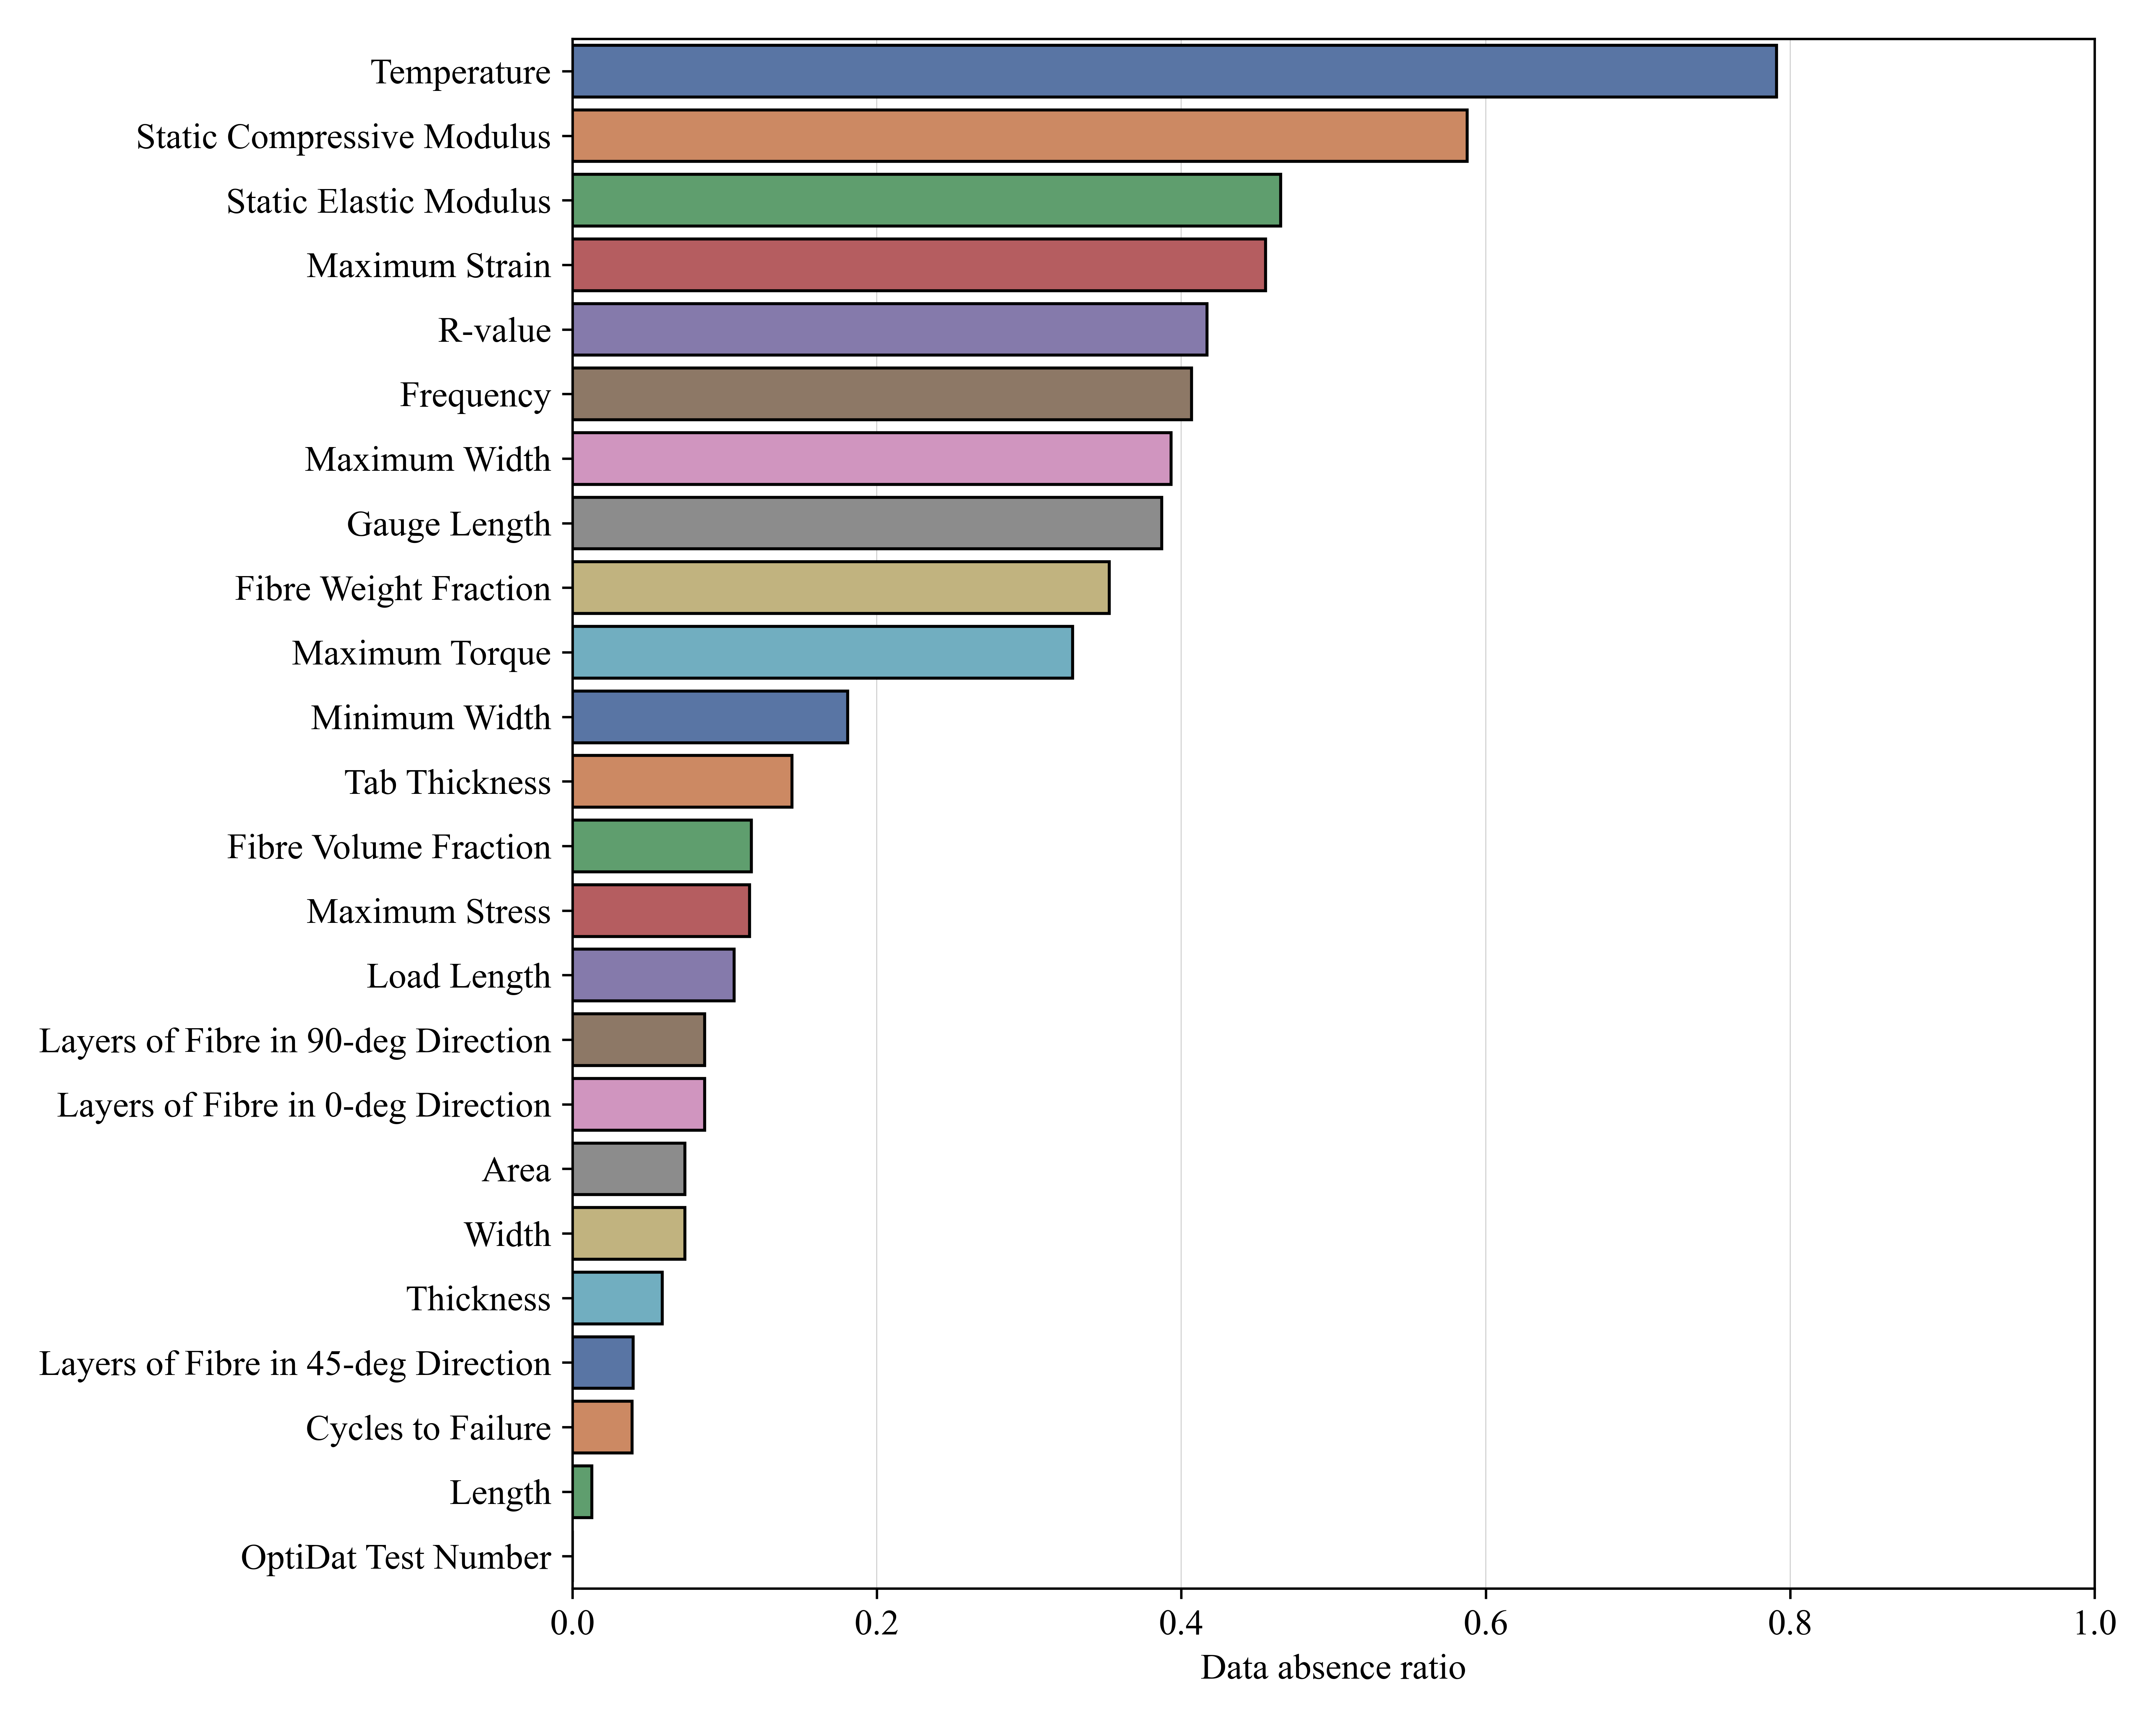 Temperature
Static Compressive Modulus
Static Elastic Modulus
Maximum Strain
R-value
Frequency
Maximum Width
Gauge Length
Fibre Weight Fraction
Maximum Torque
Minimum Width
Tab Thickness
Fibre Volume Fraction
Maximum Stress
Load Length
Layers of Fibre in 90-deg Direction
Layers of Fibre in 0-deg Direction
Area
Width
Thickness
Layers of Fibre in 45-deg Direction
Cycles to Failure
Length
OptiDat Test Number
0.0 0.2 0.4 0.6 0.8 1.0
Data absence ratio